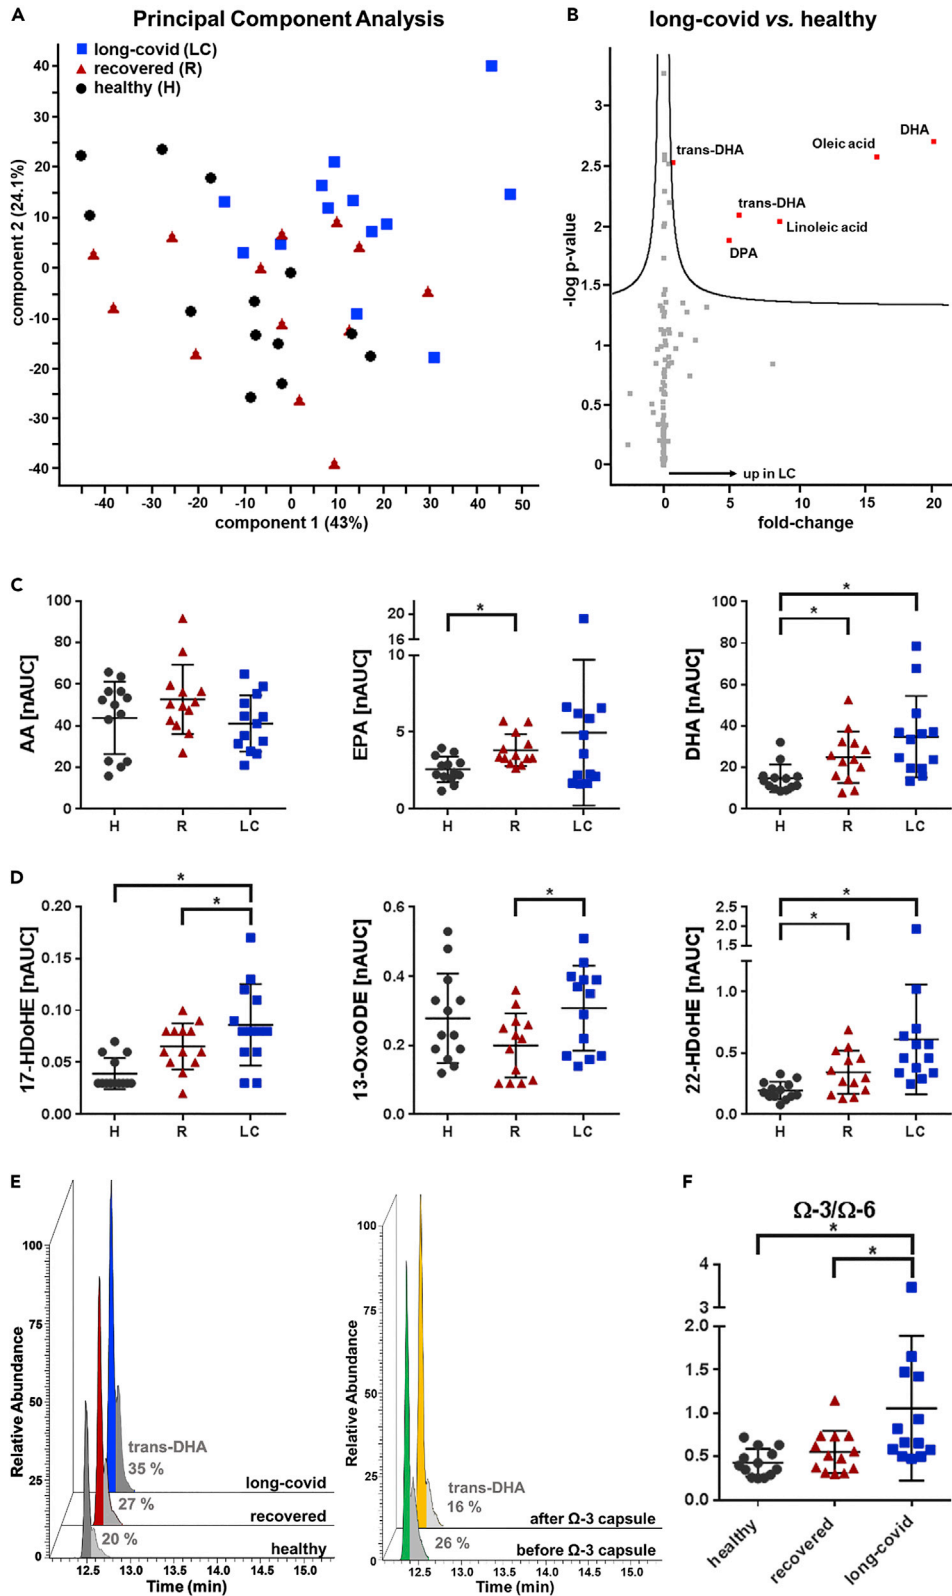 A
Principal Component Analysis
long-covid (LC)
recovered (R)
healthy (H)
component 2 (24.1%)
40
30
20
10
0
-10
-20
-30
-40
-40 -30 -20 -10 0 10 20 30 40 50
component 1 (43%)
B
long-covid vs. healthy
-log p-value
3
2.5
2
1.5
1
0.5
0
trans-DHA
Oleic acid
DHA
trans-DHA
Linoleic acid
DPA
up in LC
0 5 10 15 20
fold-change
C
AA [nAUC]
100
80
60
40
20
0
H R LC
EPA [nAUC]
20
16
10
5
0
*
H R LC
DHA [nAUC]
100
80
60
40
20
0
*
*
H R LC
D
17-HDoHE [nAUC]
0.20
0.15
0.10
0.05
0.00
*
*
H R LC
13-OxoODE [nAUC]
0.6
0.4
0.2
0.0
*
H R LC
22-HDoHE [nAUC]
2.5
2.0
1.5
1.0
0.5
0.0
*
*
H R LC
E
Relative Abundance
100
75
50
25
0
trans-DHA
35 %
long-covid
27 %
recovered
20 %
healthy
12.5 13.0 13.5 14.0 14.5 15.0
Time (min)
Relative Abundance
100
75
50
25
0
trans-DHA
16 %
after Ω-3 capsule
26 %
before Ω-3 capsule
12.5 13.0 13.5 14.0 14.5 15.0
Time (min)
F
Ω-3/Ω-6
*
*
4
3
2.0
1.5
1.0
0.5
0.0
healthy
recovered
long-covid